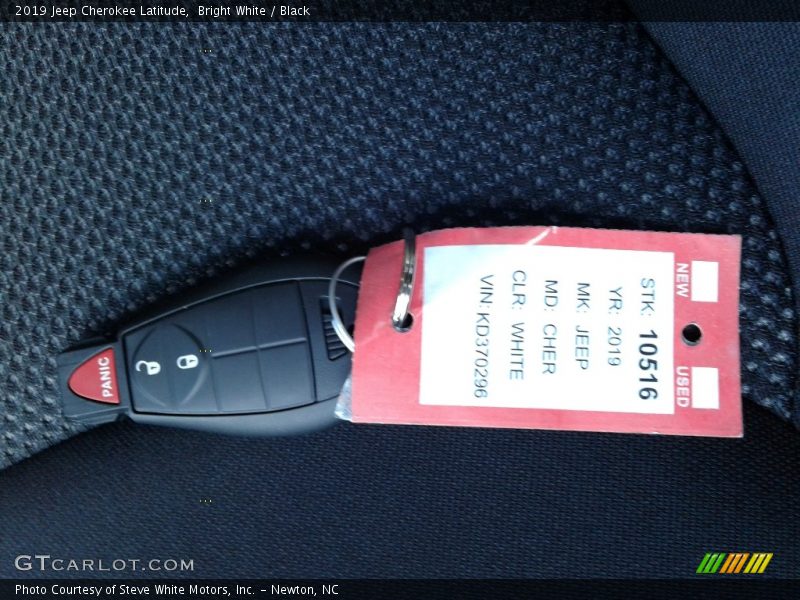 2019 Jeep Cherokee Latitude,  Bright White / Black
NEW
USED
STK: 10516
YR: 2019
MK: JEEP
MD: CHER
CLR: WHITE
VIN:KD370296
PANIC
GTCARLOT.COM
Photo Courtesy of Steve White Motors, Inc. – Newton, NC